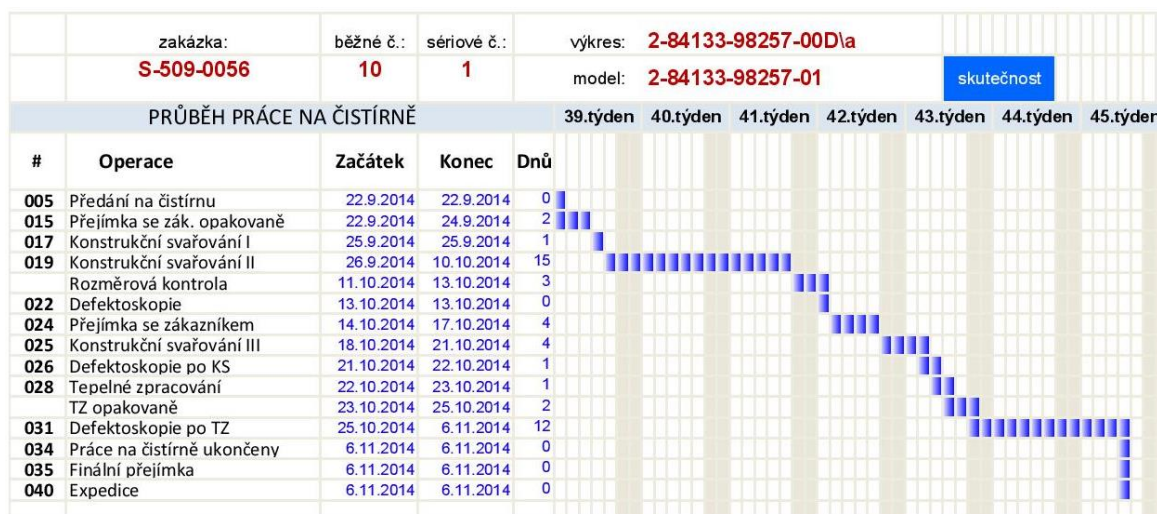 zakázka: běžné č.: sériové č.: výkres: 2-84133-98257-00D\a
S-509-0056 10 1 model: 2-84133-98257-01 skutečnost
PRŮBĚH PRÁCE NA ČISTÍRNĚ 39.týden 40.týden 41.týden 42.týden 43.týden 44.týden 45.týden
# Operace Začátek Konec Dnů
005 Předání na čistírnu 22.9.2014 22.9.2014 0
015 Přejímka se zák. opakovaně 22.9.2014 24.9.2014 2
017 Konstrukční svařování I 25.9.2014 25.9.2014 1
019 Konstrukční svařování II 26.9.2014 10.10.2014 15
Rozměrová kontrola 11.10.2014 13.10.2014 3
022 Defektoskopie 13.10.2014 13.10.2014 0
024 Přejímka se zákazníkem 14.10.2014 17.10.2014 4
025 Konstrukční svařování III 18.10.2014 21.10.2014 4
026 Defektoskopie po KS 21.10.2014 22.10.2014 1
028 Tepelné zpracování 22.10.2014 23.10.2014 1
TZ opakovaně 23.10.2014 25.10.2014 2
031 Defektoskopie po TZ 25.10.2014 6.11.2014 12
034 Práce na čistírně ukončeny 6.11.2014 6.11.2014 0
035 Finální přejímka 6.11.2014 6.11.2014 0
040 Expedice 6.11.2014 6.11.2014 0